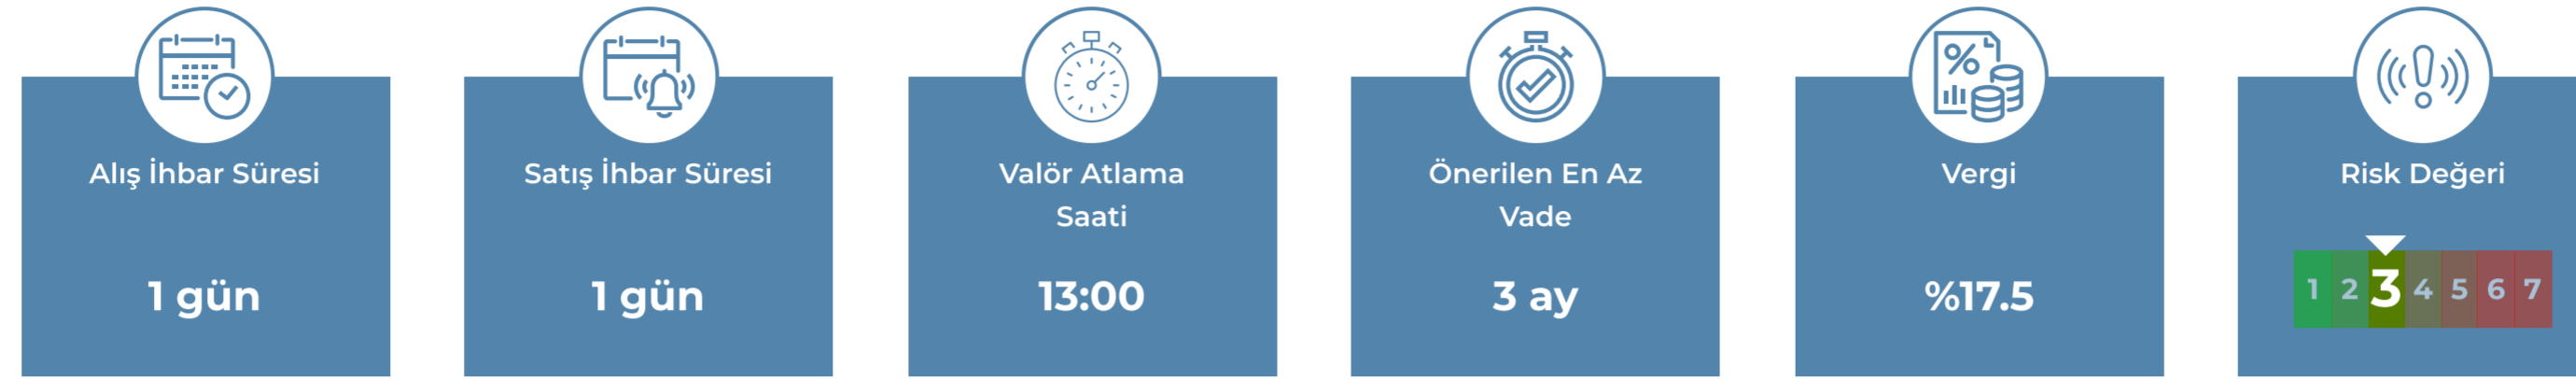 Alış İhbar Süresi
1 gün
Satış İhbar Süresi
1 gün
Valör Atlama
Saati
13:00
Önerilen En Az
Vade
3 ay
Vergi
%17.5
Risk Değeri
1 2 3 4 5 6 7